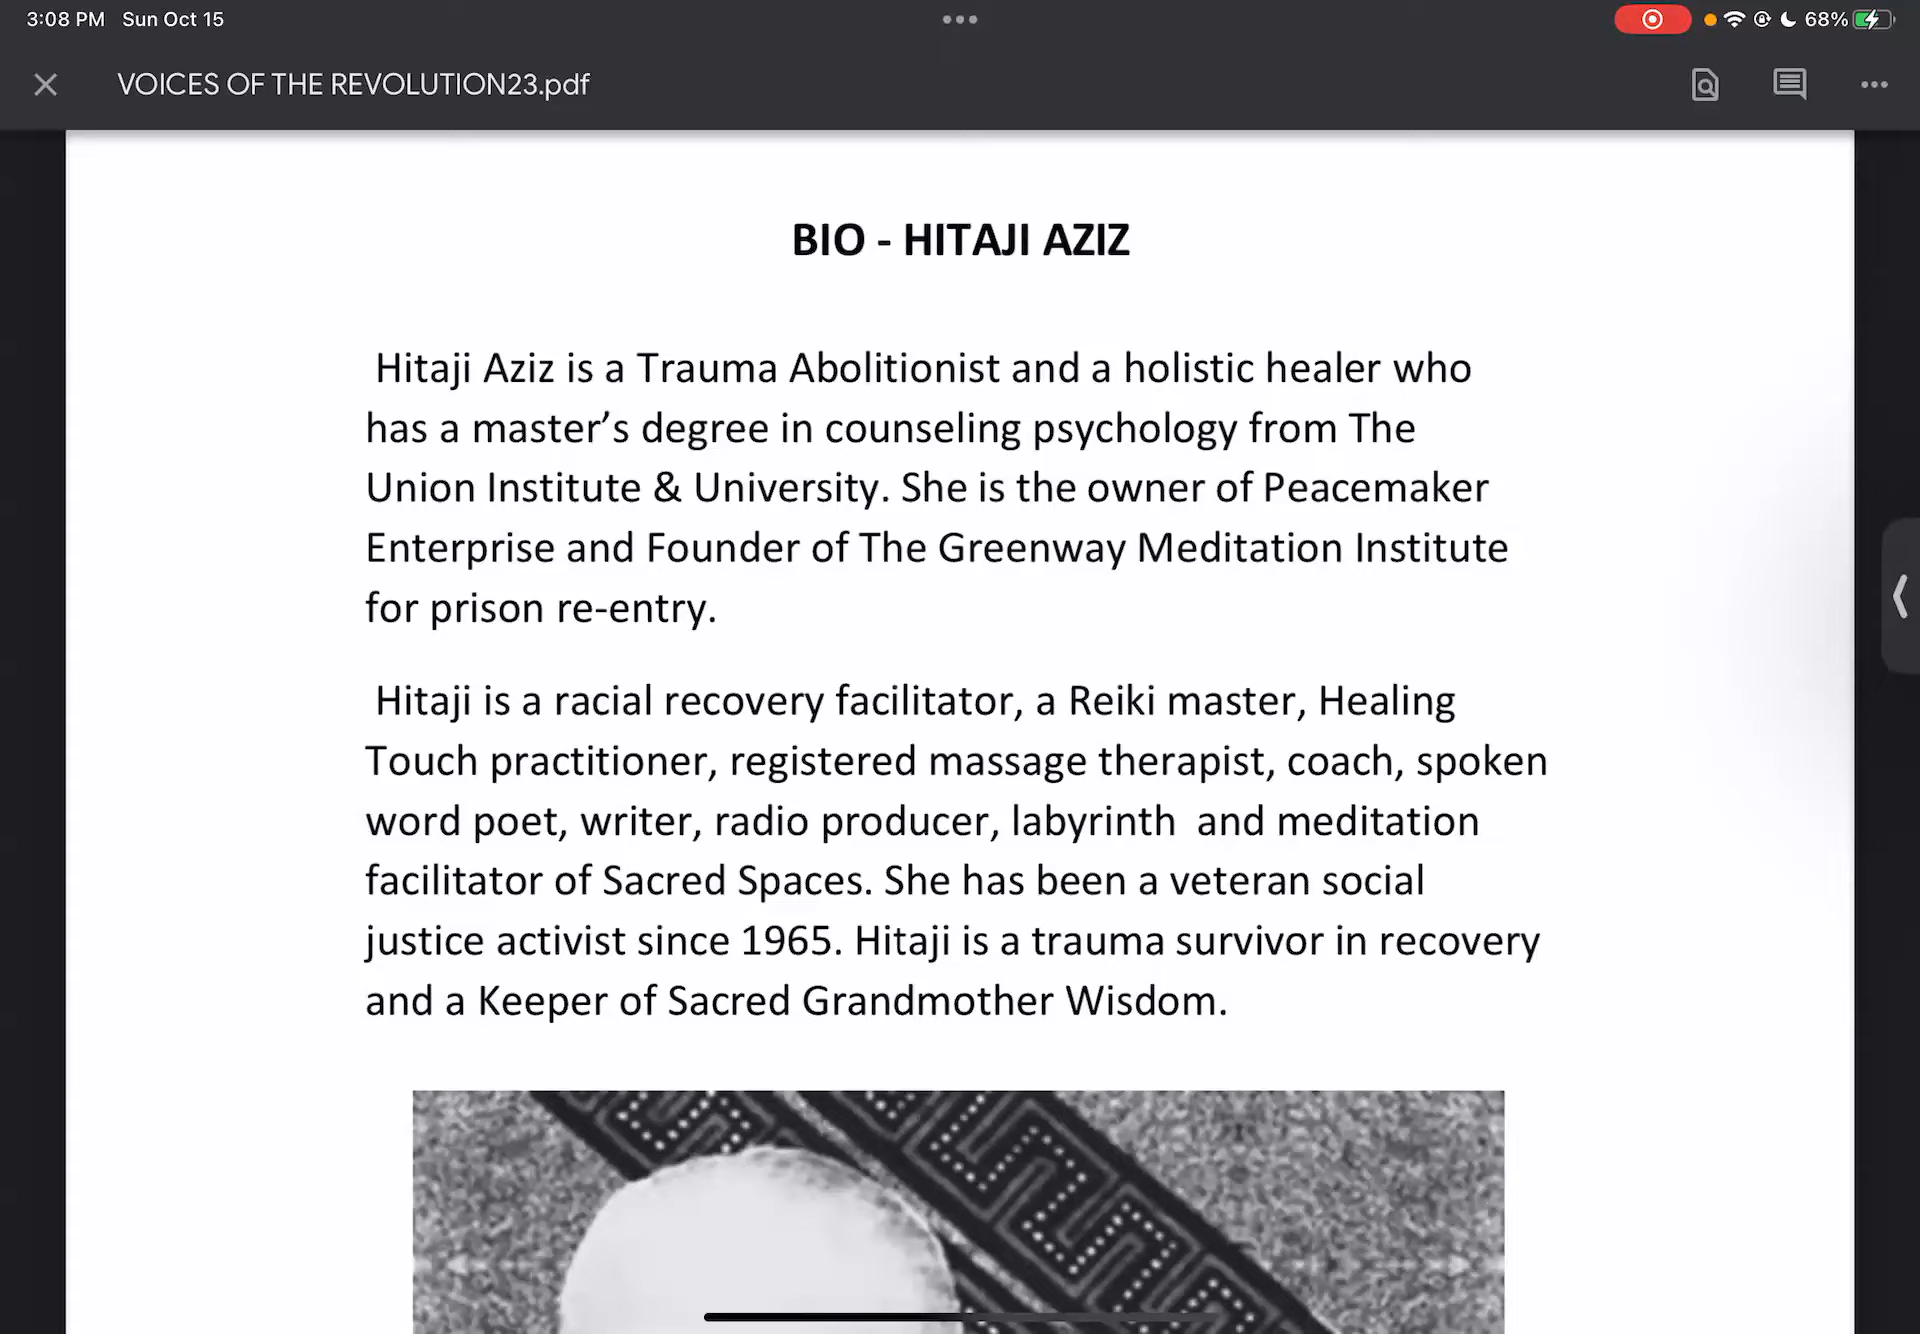 3:08 PM Sun Oct 15
68%
VOICES OF THE REVOLUTION23.pdf
BIO - HITAJI AZIZ
Hitaji Aziz is a Trauma Abolitionist and a holistic healer who
has a master’s degree in counseling psychology from The
Union Institute & University. She is the owner of Peacemaker
Enterprise and Founder of The Greenway Meditation Institute
for prison re-entry.
Hitaji is a racial recovery facilitator, a Reiki master, Healing
Touch practitioner, registered massage therapist, coach, spoken
word poet, writer, radio producer, labyrinth  and meditation
facilitator of Sacred Spaces. She has been a veteran social
justice activist since 1965. Hitaji is a trauma survivor in recovery
and a Keeper of Sacred Grandmother Wisdom.